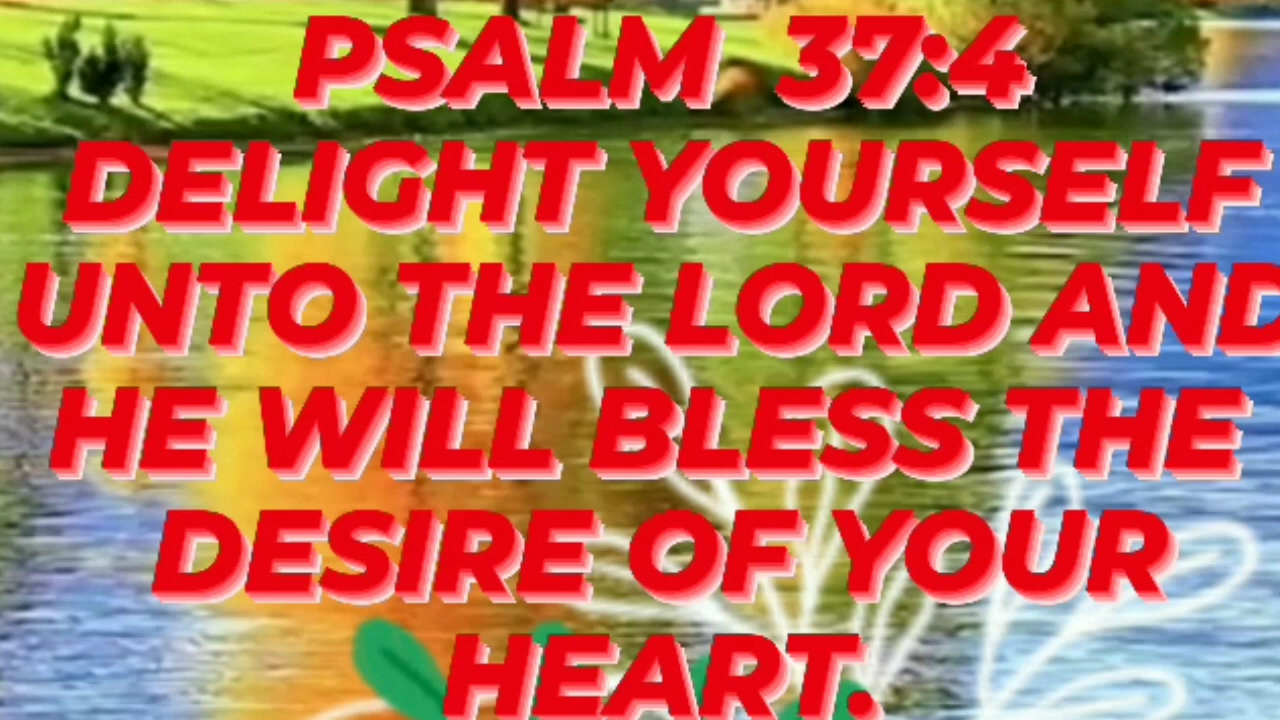 PSALM 37:4
DELIGHT YOURSELF
UNTO THE LORD AND
HE WILL BLESS THE
DESIRE OF YOUR
HEART.